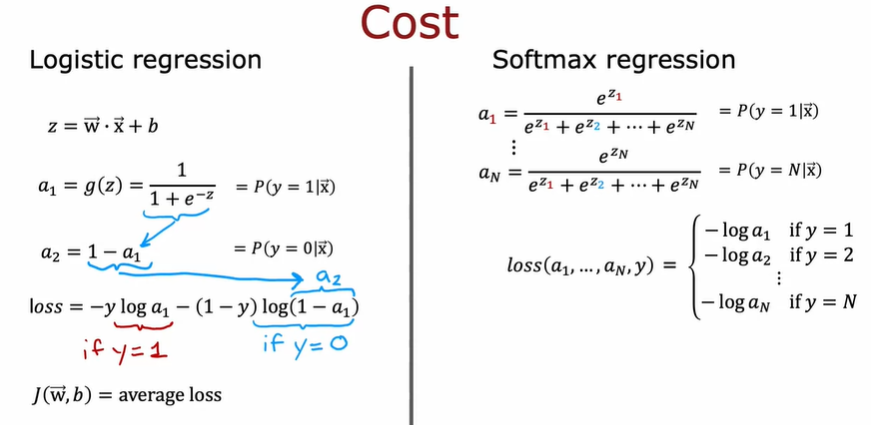 Cost
Logistic regression
z = w⃗ · x⃗ + b
a₁ = g(z) = 1 / (1 + e^(−z)) = P(y = 1|x⃗)
a₂ = 1 − a₁ = P(y = 0|x⃗)
a₂
loss = −y log a₁ − (1 − y) log(1 − a₁)
if y=1 if y=0
J(w⃗, b) = average loss
Softmax regression
a₁ = e^(z₁) / (e^(z₁) + e^(z₂) + ⋯ + e^(z_N)) = P(y = 1|x⃗)
⋮
a_N = e^(z_N) / (e^(z₁) + e^(z₂) + ⋯ + e^(z_N)) = P(y = N|x⃗)
loss(a₁, …, a_N, y) = {
−log a₁ if y = 1
−log a₂ if y = 2
⋮
−log a_N if y = N